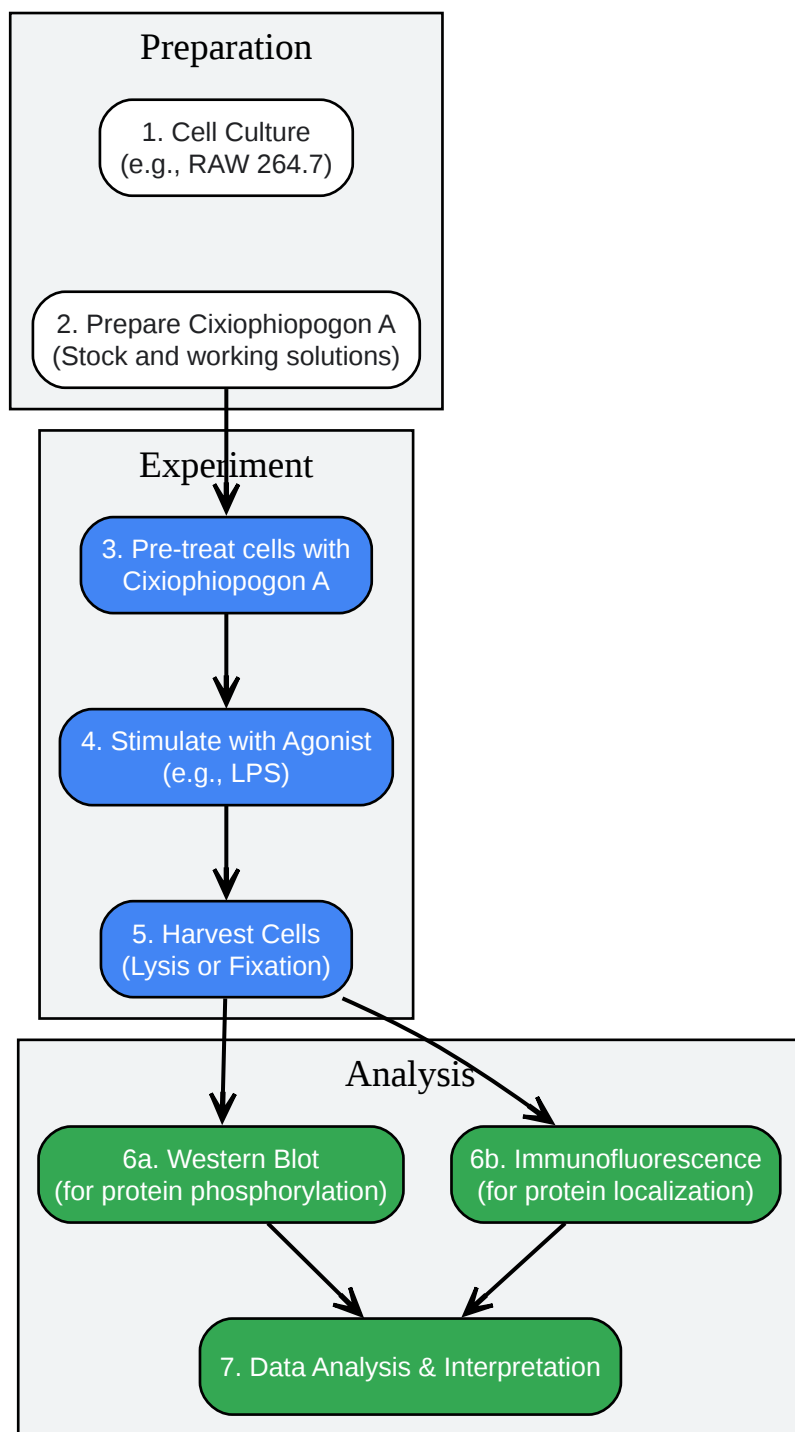 Preparation
1. Cell Culture
(e.g., RAW 264.7)
2. Prepare Cixiophiopogon A
(Stock and working solutions)
Experiment
3. Pre-treat cells with
Cixiophiopogon A
4. Stimulate with Agonist
(e.g., LPS)
5. Harvest Cells
(Lysis or Fixation)
Analysis
6a. Western Blot
(for protein phosphorylation)
6b. Immunofluorescence
(for protein localization)
7. Data Analysis & Interpretation